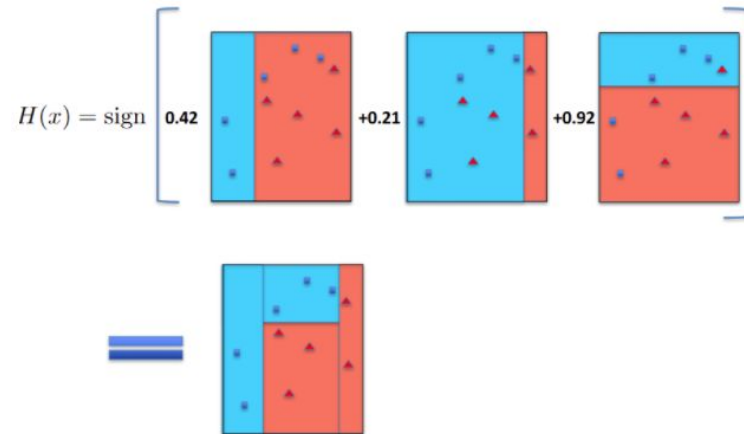 H(x) = sign [ 0.42 +0.21 +0.92 ]
=